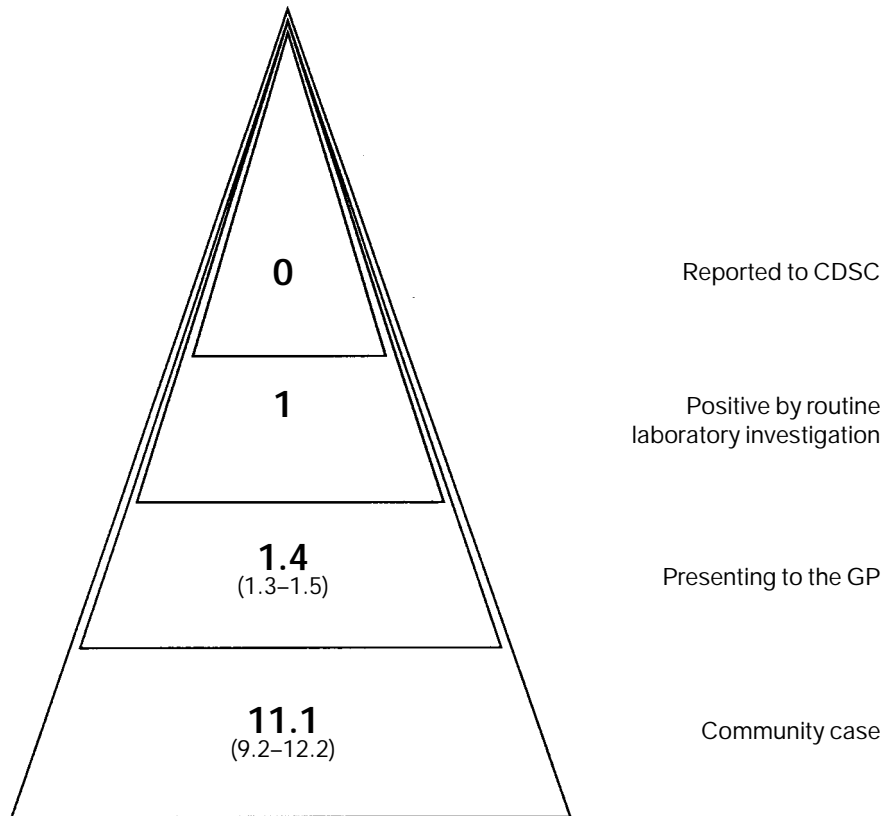 0
Reported to CDSC
1
Positive by routine
laboratory investigation
1.4
(1.3–1.5)
Presenting to the GP
11.1
(9.2–12.2)
Community case